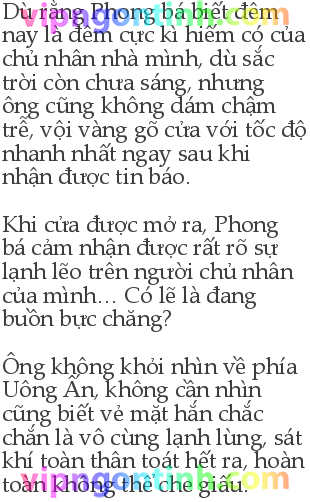 Dù rằng Phong bá biết đêm
nay là đêm cực kì hiếm có của
chủ nhân nhà mình, dù sắc
trời còn chưa sáng, nhưng
ông cũng không dám chậm
trễ, vội vàng gõ cửa với tốc độ
nhanh nhất ngay sau khi
nhận được tin báo.

Khi cửa được mở ra, Phong
bá cảm nhận được rất rõ sự
lạnh lẽo trên người chủ nhân
của mình... Có lẽ là đang
buồn bực chăng?

Ông không khỏi nhìn về phía
Uông Ấn, không cần nhìn
cũng biết vẻ mặt hắn chắc
chắn là vô cùng lạnh lùng, sát
khí toàn thân toát hết ra, hoàn
toàn không thể che giấu.
vipngontinh.com
vipngontinh.com